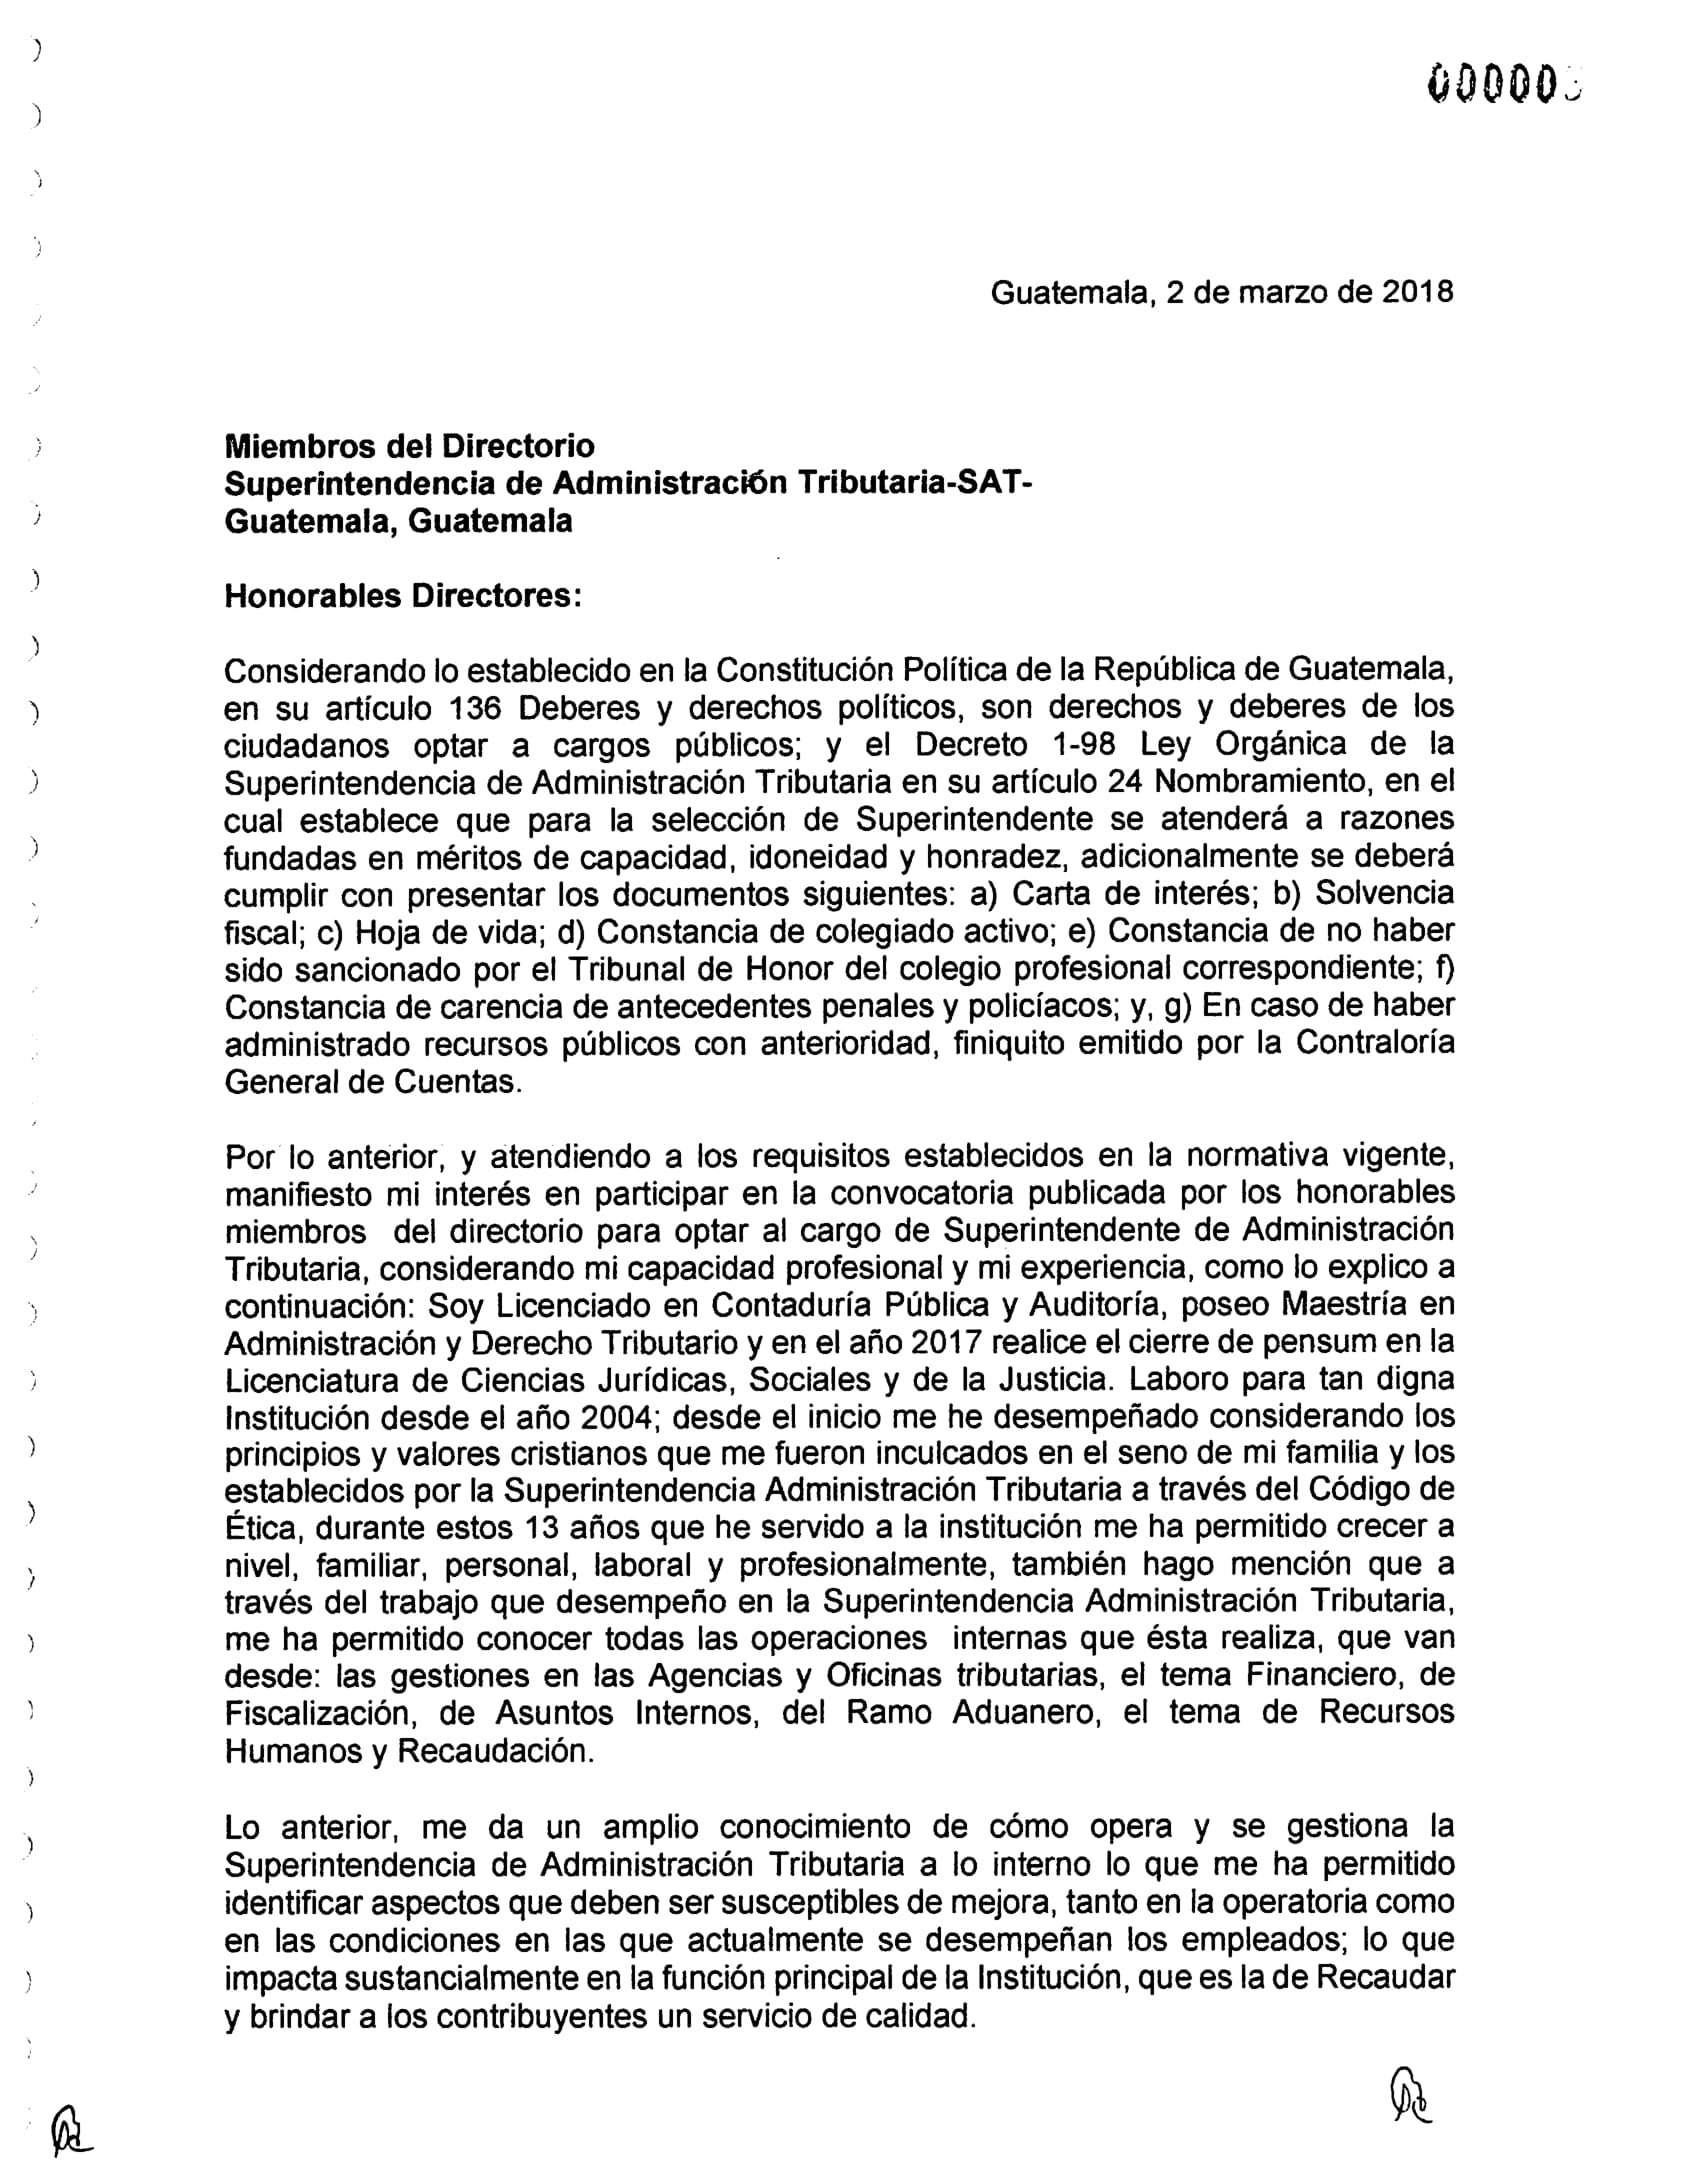 00000
Guatemala, 2 de marzo de 2018
Miembros del Directorio
Superintendencia de Administración Tributaria-SAT-
Guatemala, Guatemala
Honorables Directores:
Considerando lo establecido en la Constitución Política de la República de Guatemala,
en su artículo 136 Deberes y derechos políticos, son derechos y deberes de los
ciudadanos optar a cargos públicos; y el Decreto 1-98 Ley Orgánica de la
Superintendencia de Administración Tributaria en su artículo 24 Nombramiento, en el
cual establece que para la selección de Superintendente se atenderá a razones
fundadas en méritos de capacidad, idoneidad y honradez, adicionalmente se deberá
cumplir con presentar los documentos siguientes: a) Carta de interés; b) Solvencia
fiscal; c) Hoja de vida; d) Constancia de colegiado activo; e) Constancia de no haber
sido sancionado por el Tribunal de Honor del colegio profesional correspondiente; f)
Constancia de carencia de antecedentes penales y policíacos; y, g) En caso de haber
administrado recursos públicos con anterioridad, finiquito emitido por la Contraloría
General de Cuentas.
Por lo anterior, y atendiendo a los requisitos establecidos en la normativa vigente,
manifiesto mi interés en participar en la convocatoria publicada por los honorables
miembros del directorio para optar al cargo de Superintendente de Administración
Tributaria, considerando mi capacidad profesional y mi experiencia, como lo explico a
continuación: Soy Licenciado en Contaduría Pública y Auditoría, poseo Maestría en
Administración y Derecho Tributario y en el año 2017 realice el cierre de pensum en la
Licenciatura de Ciencias Jurídicas, Sociales y de la Justicia. Laboro para tan digna
Institución desde el año 2004; desde el inicio me he desempeñado considerando los
principios y valores cristianos que me fueron inculcados en el seno de mi familia y los
establecidos por la Superintendencia Administración Tributaria a través del Código de
Ética, durante estos 13 años que he servido a la institución me ha permitido crecer a
nivel, familiar, personal, laboral y profesionalmente, también hago mención que a
través del trabajo que desempeño en la Superintendencia Administración Tributaria,
me ha permitido conocer todas las operaciones internas que ésta realiza, que van
desde: las gestiones en las Agencias y Oficinas tributarias, el tema Financiero, de
Fiscalización, de Asuntos Internos, del Ramo Aduanero, el tema de Recursos
Humanos y Recaudación.
Lo anterior, me da un amplio conocimiento de cómo opera y se gestiona la
Superintendencia de Administración Tributaria a lo interno lo que me ha permitido
identificar aspectos que deben ser susceptibles de mejora, tanto en la operatoria como
en las condiciones en las que actualmente se desempeñan los empleados; lo que
impacta sustancialmente en la función principal de la Institución, que es la de Recaudar
y brindar a los contribuyentes un servicio de calidad.